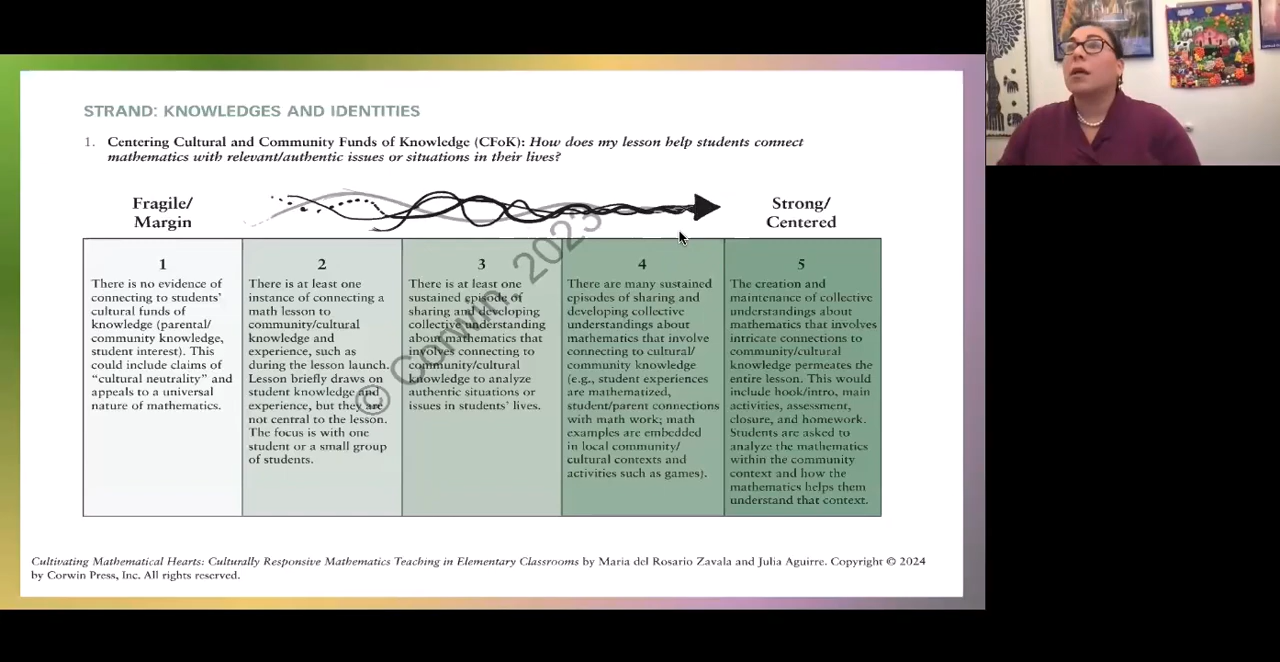 STRAND: KNOWLEDGES AND IDENTITIES
1. Centering Cultural and Community Funds of Knowledge (CFoK): How does my lesson help students connect
mathematics with relevant/authentic issues or situations in their lives?
Fragile/
Margin
Strong/
Centered
1
There is no evidence of
connecting to students’
cultural funds of
knowledge (parental/
community knowledge,
student interest). This
could include claims of
“cultural neutrality” and
appeals to a universal
nature of mathematics.
2
There is at least one
instance of connecting a
math lesson to
community/cultural
knowledge and
experience, such as
during the lesson launch.
Lesson briefly draws on
student knowledge and
experience, but they are
not central to the lesson.
The focus is with one
student or a small group
of students.
3
There is at least one
sustained episode of
sharing and developing
collective understanding
about mathematics that
involves connecting to
community/cultural
knowledge to analyze
authentic situations or
issues in students’ lives.
4
There are many sustained
episodes of sharing and
developing collective
understandings about
mathematics that involve
connecting to cultural/
community knowledge
(e.g., student experiences
are mathematized,
student/parent connections
with math work; math
examples are embedded
in local community/
cultural contexts and
activities such as games).
5
The creation and
maintenance of collective
understandings about
mathematics that involves
intricate connections to
community/cultural
knowledge permeates the
entire lesson. This would
include hook/intro, main
activities, assessment,
closure, and homework.
Students are asked to
analyze the mathematics
within the community
context and how the
mathematics helps them
understand that context.
© Corwin, 2023
Cultivating Mathematical Hearts: Culturally Responsive Mathematics Teaching in Elementary Classrooms by Maria del Rosario Zavala and Julia Aguirre. Copyright © 2024
by Corwin Press, Inc. All rights reserved.